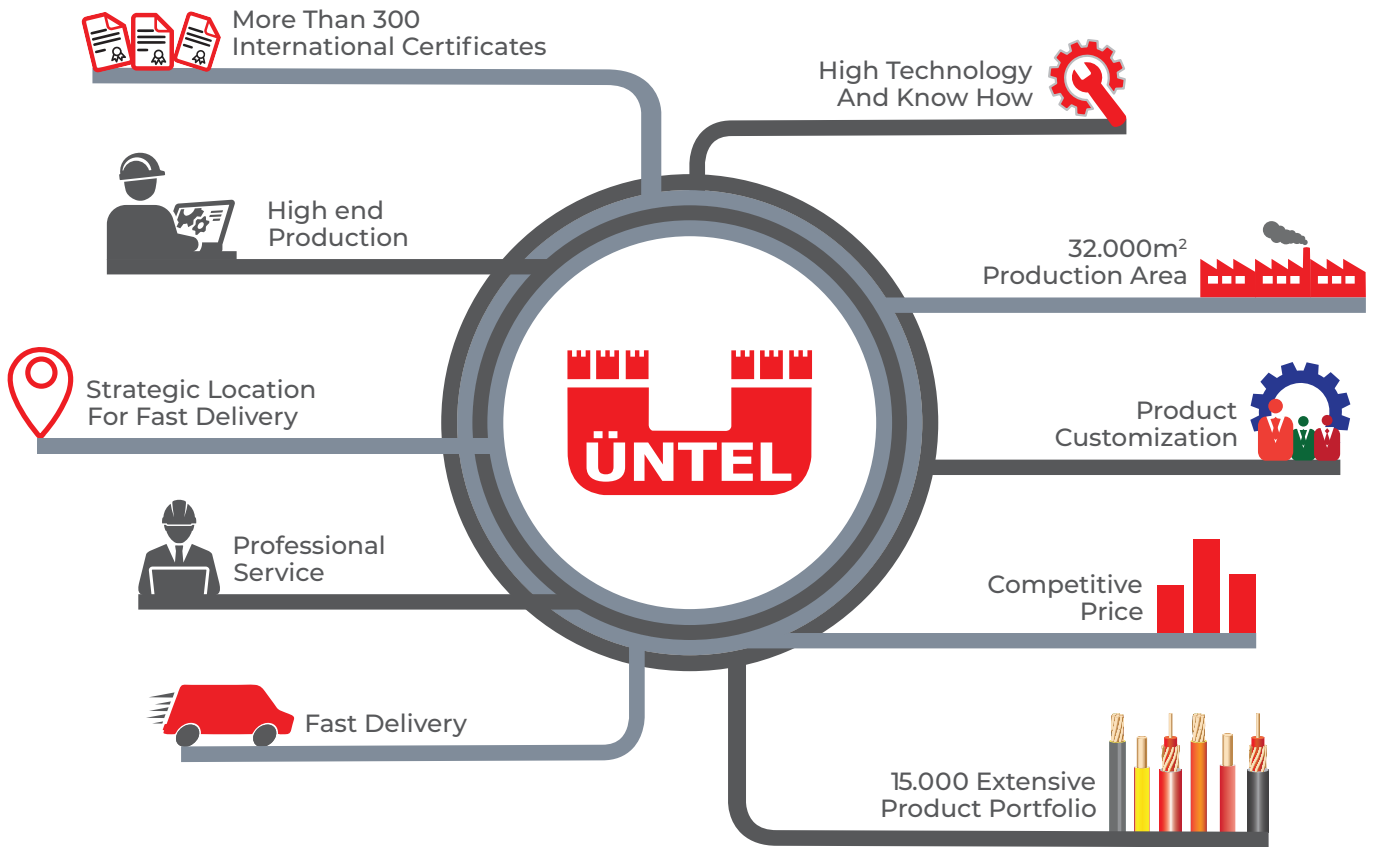 More Than 300
International Certificates
High Technology
And Know How
High end
Production
32.000m²
Production Area
Strategic Location
For Fast Delivery
Product
Customization
ÜNTEL
Professional
Service
Competitive
Price
Fast Delivery
15.000 Extensive
Product Portfolio